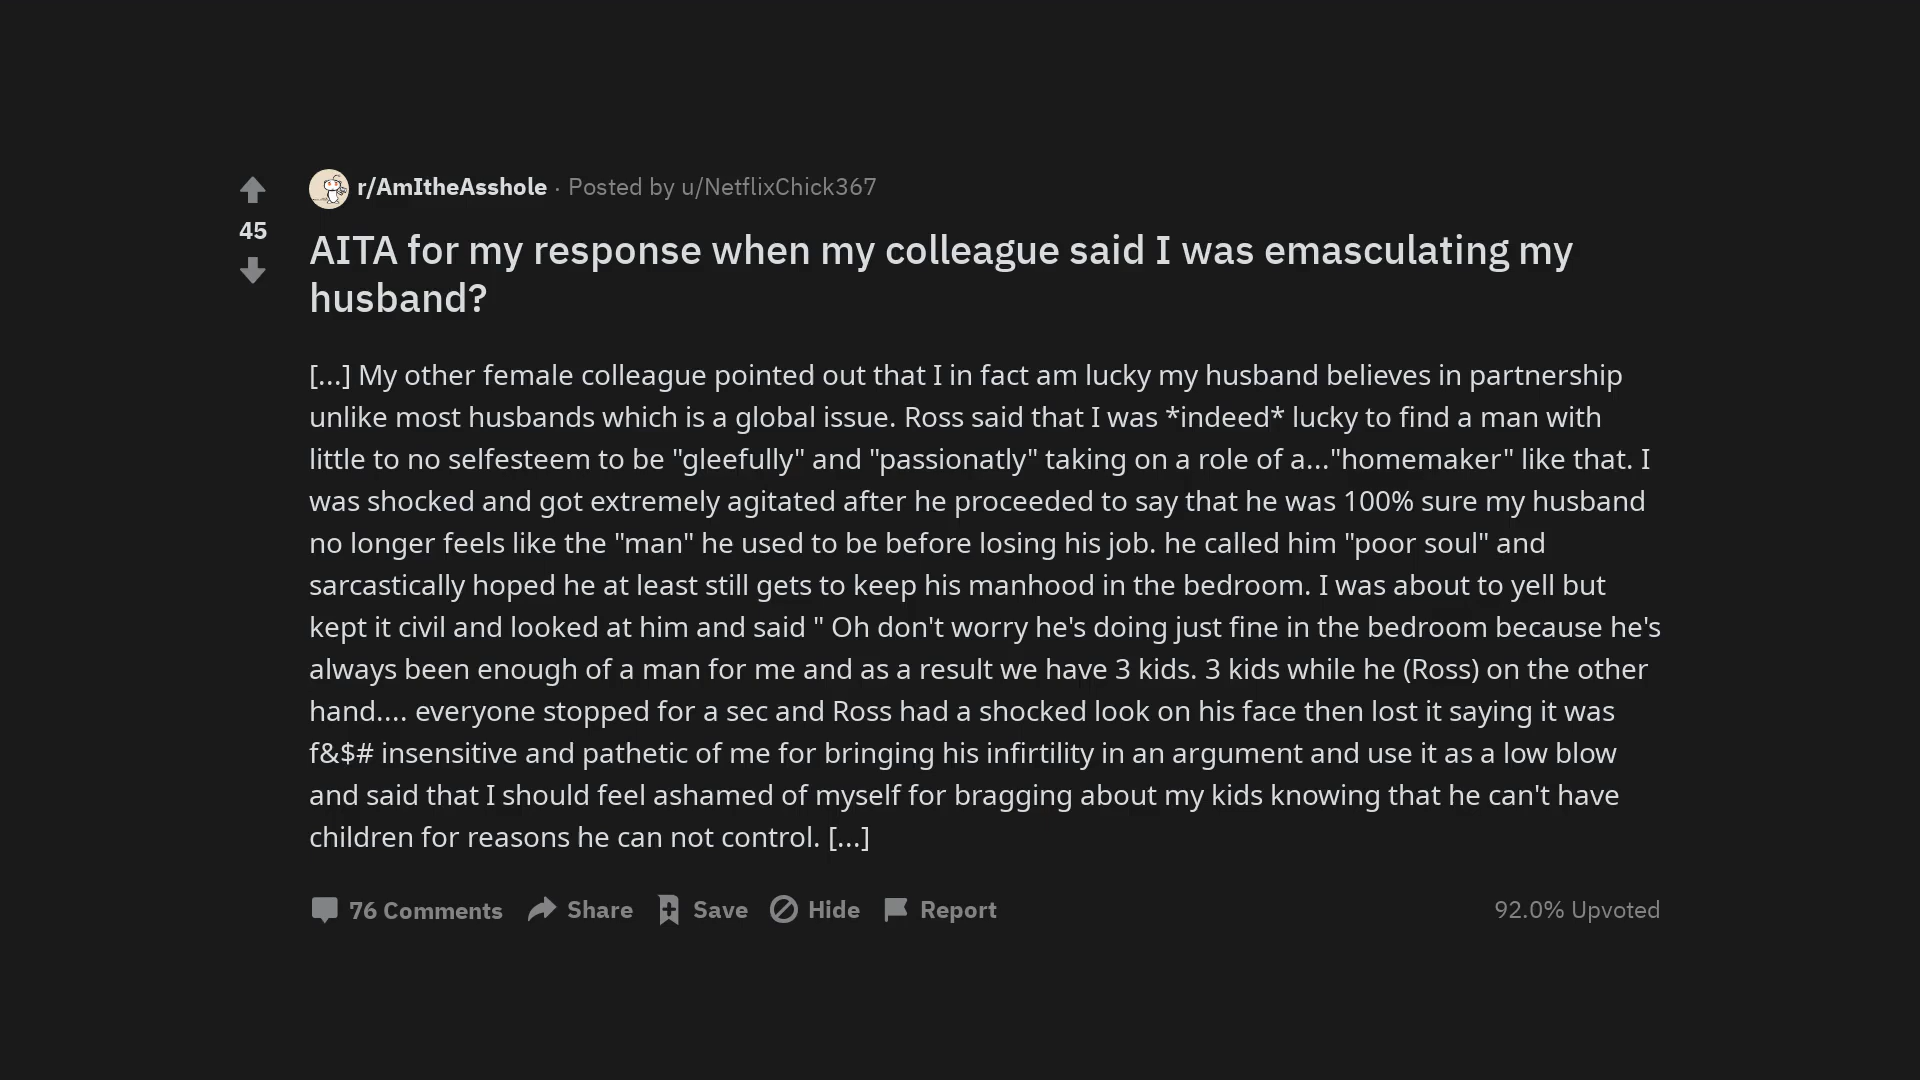 r/AmItheAsshole · Posted by u/NetflixChick367
45
AITA for my response when my colleague said I was emasculating my
husband?
[...] My other female colleague pointed out that I in fact am lucky my husband believes in partnership
unlike most husbands which is a global issue. Ross said that I was *indeed* lucky to find a man with
little to no selfesteem to be "gleefully" and "passionatly" taking on a role of a..."homemaker" like that. I
was shocked and got extremely agitated after he proceeded to say that he was 100% sure my husband
no longer feels like the "man" he used to be before losing his job. he called him "poor soul" and
sarcastically hoped he at least still gets to keep his manhood in the bedroom. I was about to yell but
kept it civil and looked at him and said " Oh don't worry he's doing just fine in the bedroom because he's
always been enough of a man for me and as a result we have 3 kids. 3 kids while he (Ross) on the other
hand.... everyone stopped for a sec and Ross had a shocked look on his face then lost it saying it was
f&$# insensitive and pathetic of me for bringing his infirtility in an argument and use it as a low blow
and said that I should feel ashamed of myself for bragging about my kids knowing that he can't have
children for reasons he can not control. [...]
76 Comments Share Save Hide Report 92.0% Upvoted